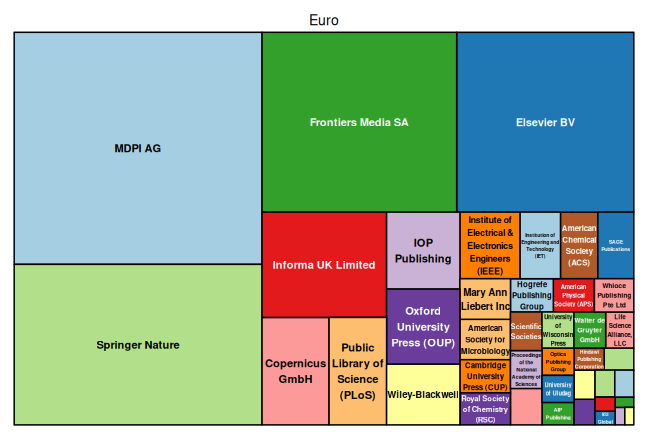 Euro
MDPI AG
Springer Nature
Frontiers Media SA
Elsevier BV
Informa UK Limited
Copernicus
GmbH
Public
Library of
Science
(PLoS)
IOP
Publishing
Oxford
University
Press (OUP)
Wiley-Blackwell
Institute of
Electrical &
Electronics
Engineers
(IEEE)
Institution of
Engineering and
Technology
(IET)
American
Chemical
Society
(ACS)
SAGE
Publications
Mary Ann
Liebert Inc
American
Society for
Microbiology
Cambridge
University
Press (CUP)
Royal Society
of Chemistry
(RSC)
Hogrefe
Publishing
Group
American
Physical
Society (APS)
Whioce
Publishing
Pte Ltd
Scientific
Societies
Proceedings
of the
National
Academy of
Sciences
University
of
Wisconsin
Press
Walter de
Gruyter
GmbH
Life
Science
Alliance,
LLC
Optica
Publishing
Group
Hindawi
Publishing
Corporation
University
of Uludag
AIP
Publishing
IGI
Global